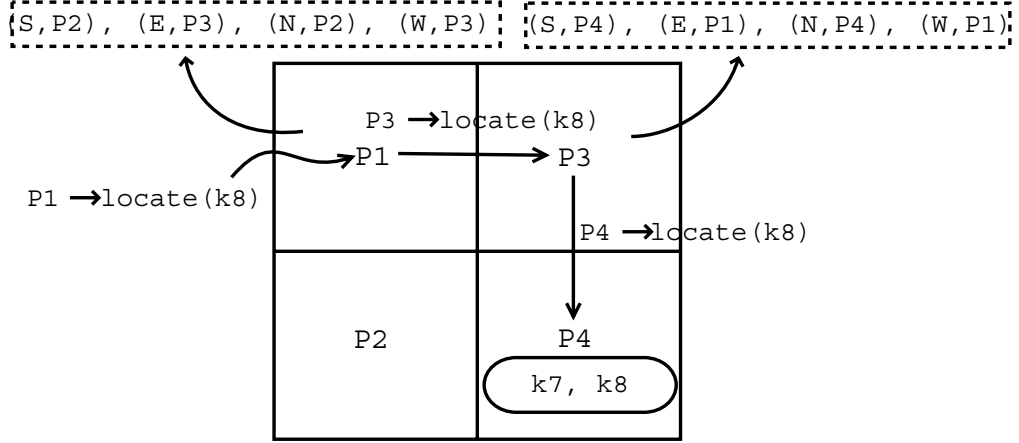 (S,P2), (E,P3), (N,P2), (W,P3)
(S,P4), (E,P1), (N,P4), (W,P1)
P3 →locate(k8)
P1
P3
P1 →locate(k8)
P4 →locate(k8)
P2
P4
k7, k8